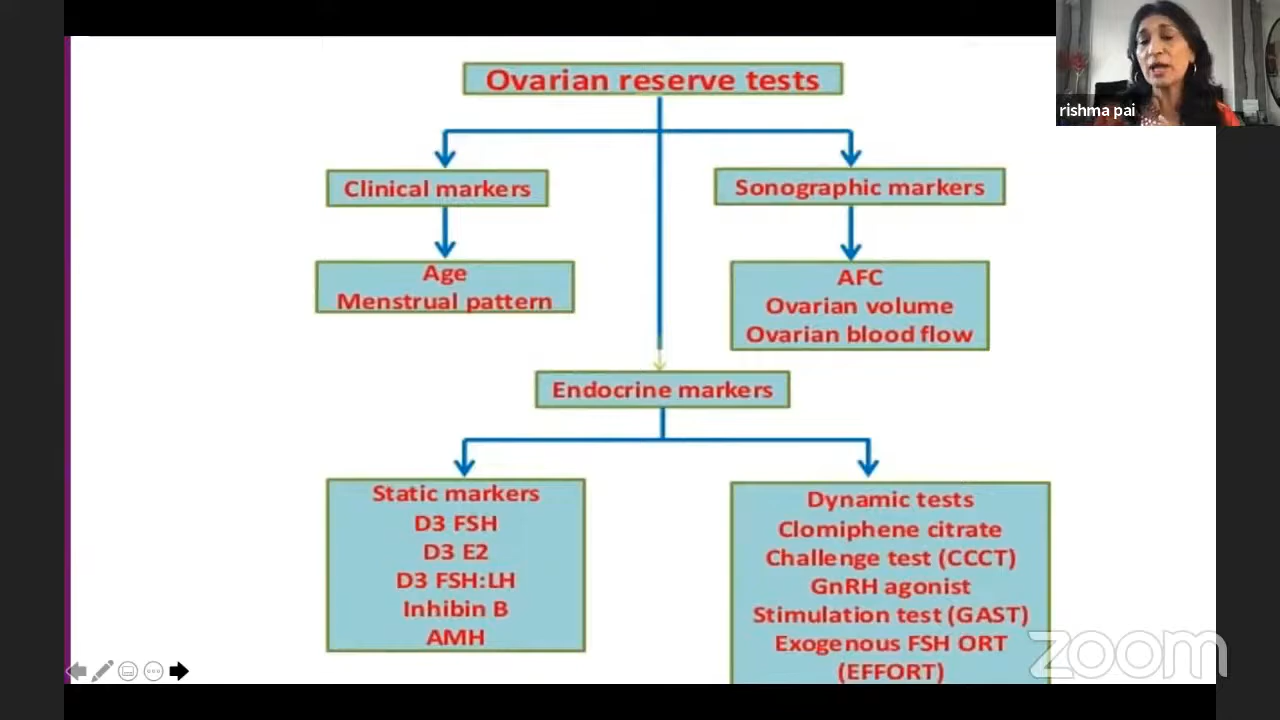 Ovarian reserve tests
rishma pai
Clinical markers
Sonographic markers
Age
Menstrual pattern
AFC
Ovarian volume
Ovarian blood flow
Endocrine markers
Static markers
D3 FSH
D3 E2
D3 FSH:LH
Inhibin B
AMH
Dynamic tests
Clomiphene citrate
Challenge test (CCCT)
GnRH agonist
Stimulation test (GAST)
Exogenous FSH ORT
(EFFORT)
zoom